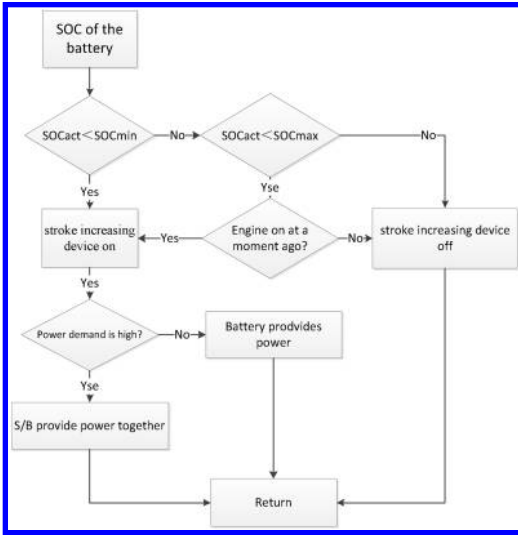 SOC of the
battery
SOCact＜SOCmin
No
SOCact＜SOCmax
No
Yes
Yse
stroke increasing
device on
Yes
Engine on at a
moment ago?
No
stroke increasing device
off
Yes
Power demand is high?
No
Battery prodvides
power
Yse
S/B provide power together
Return